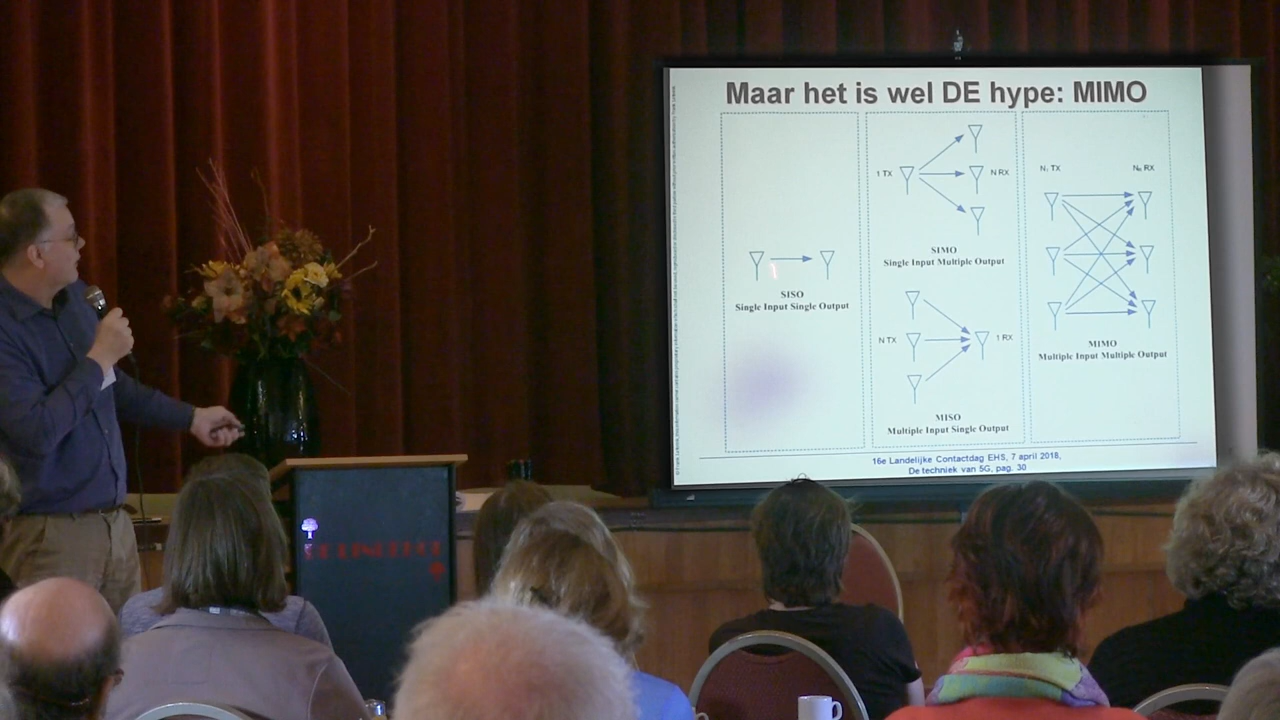 Maar het is wel DE hype: MIMO
SISO
Single Input Single Output
1 TX
N RX
SIMO
Single Input Multiple Output
N TX
1 RX
MISO
Multiple Input Single Output
MIMO
Multiple Input Multiple Output
16e Landelijke Contactdag EHS, 7 april 2018,
De techniek van 5G, pag. 30